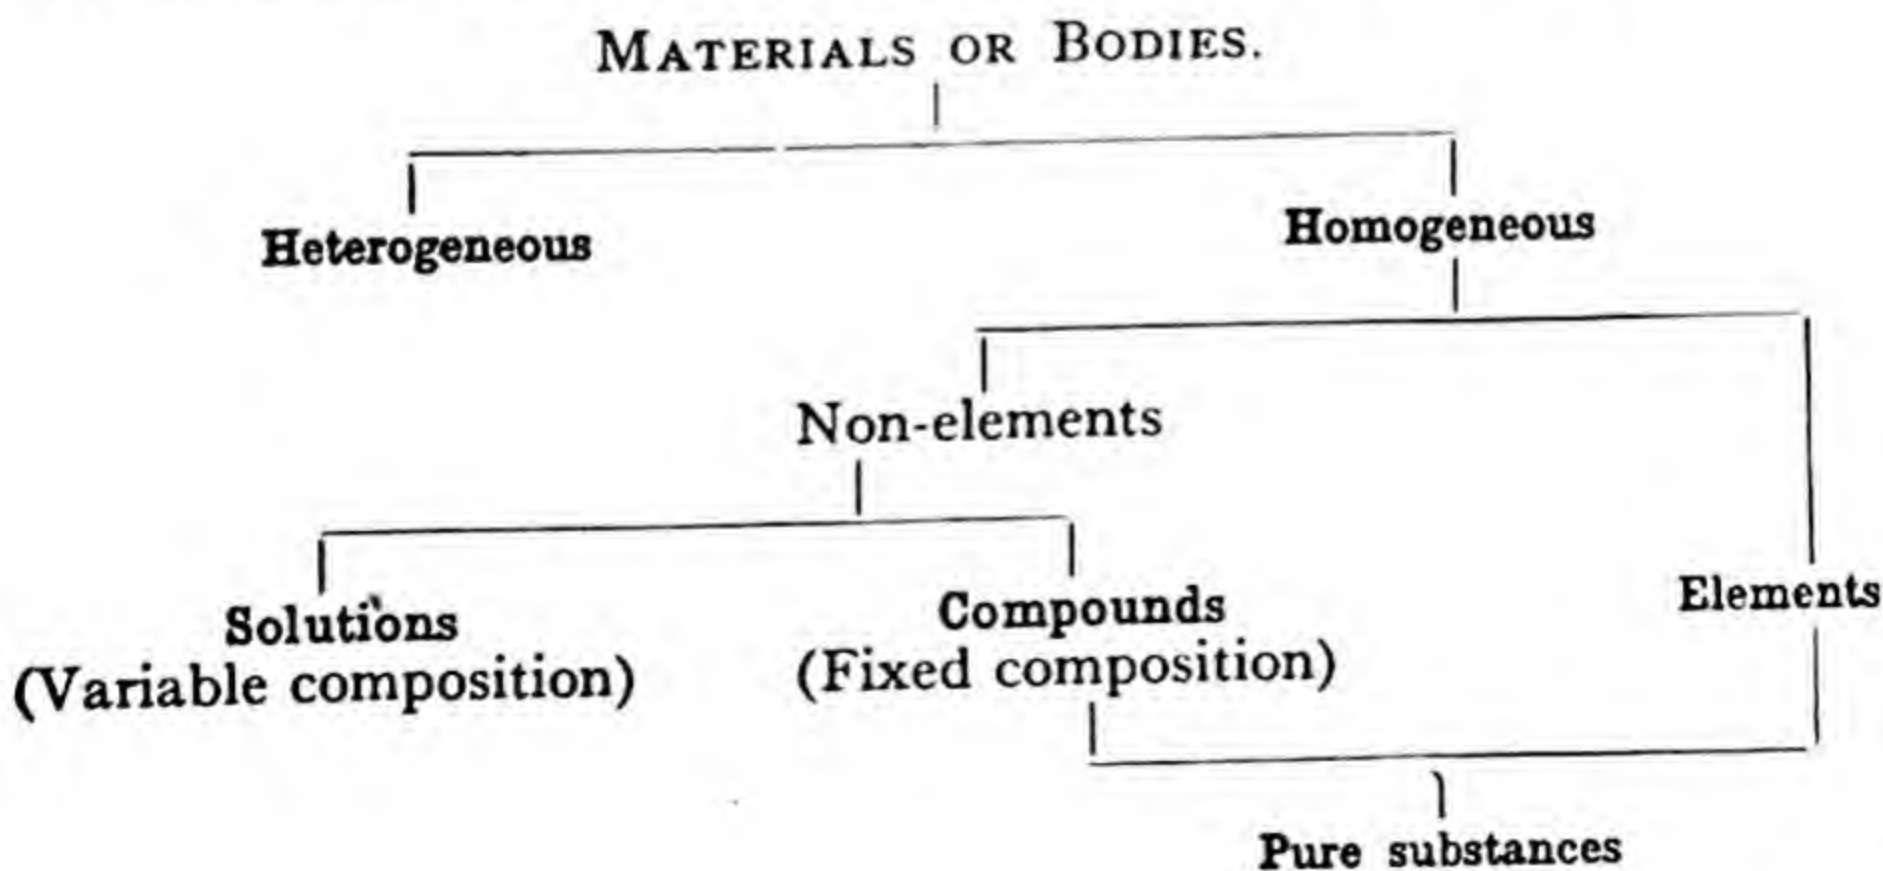 MATERIALS OR BODIES.
Heterogeneous
Homogeneous
Non-elements
Solutions
(Variable composition)
Compounds
(Fixed composition)
Elements
Pure substances